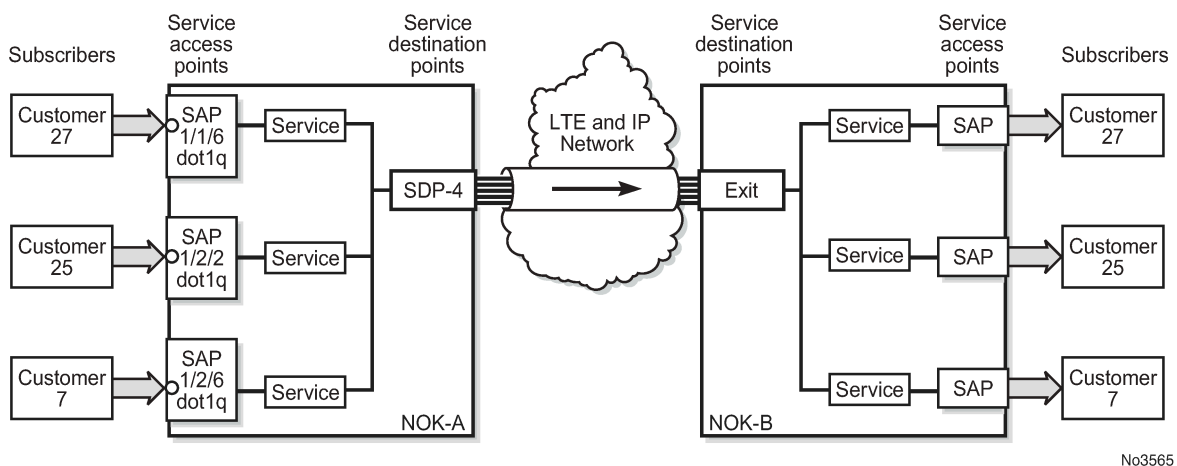 Subscribers
Service
access
points
Service
destination
points
Service
destination
points
Service
access
points
Subscribers
Customer
27
SAP
1/1/6
dot1q
Service
LTE and IP
Network
Service
SAP
Customer
27
SDP-4
Exit
Customer
25
SAP
1/2/2
dot1q
Service
Service
SAP
Customer
25
Customer
7
SAP
1/2/6
dot1q
Service
Service
SAP
Customer
7
NOK-A
NOK-B
No3565